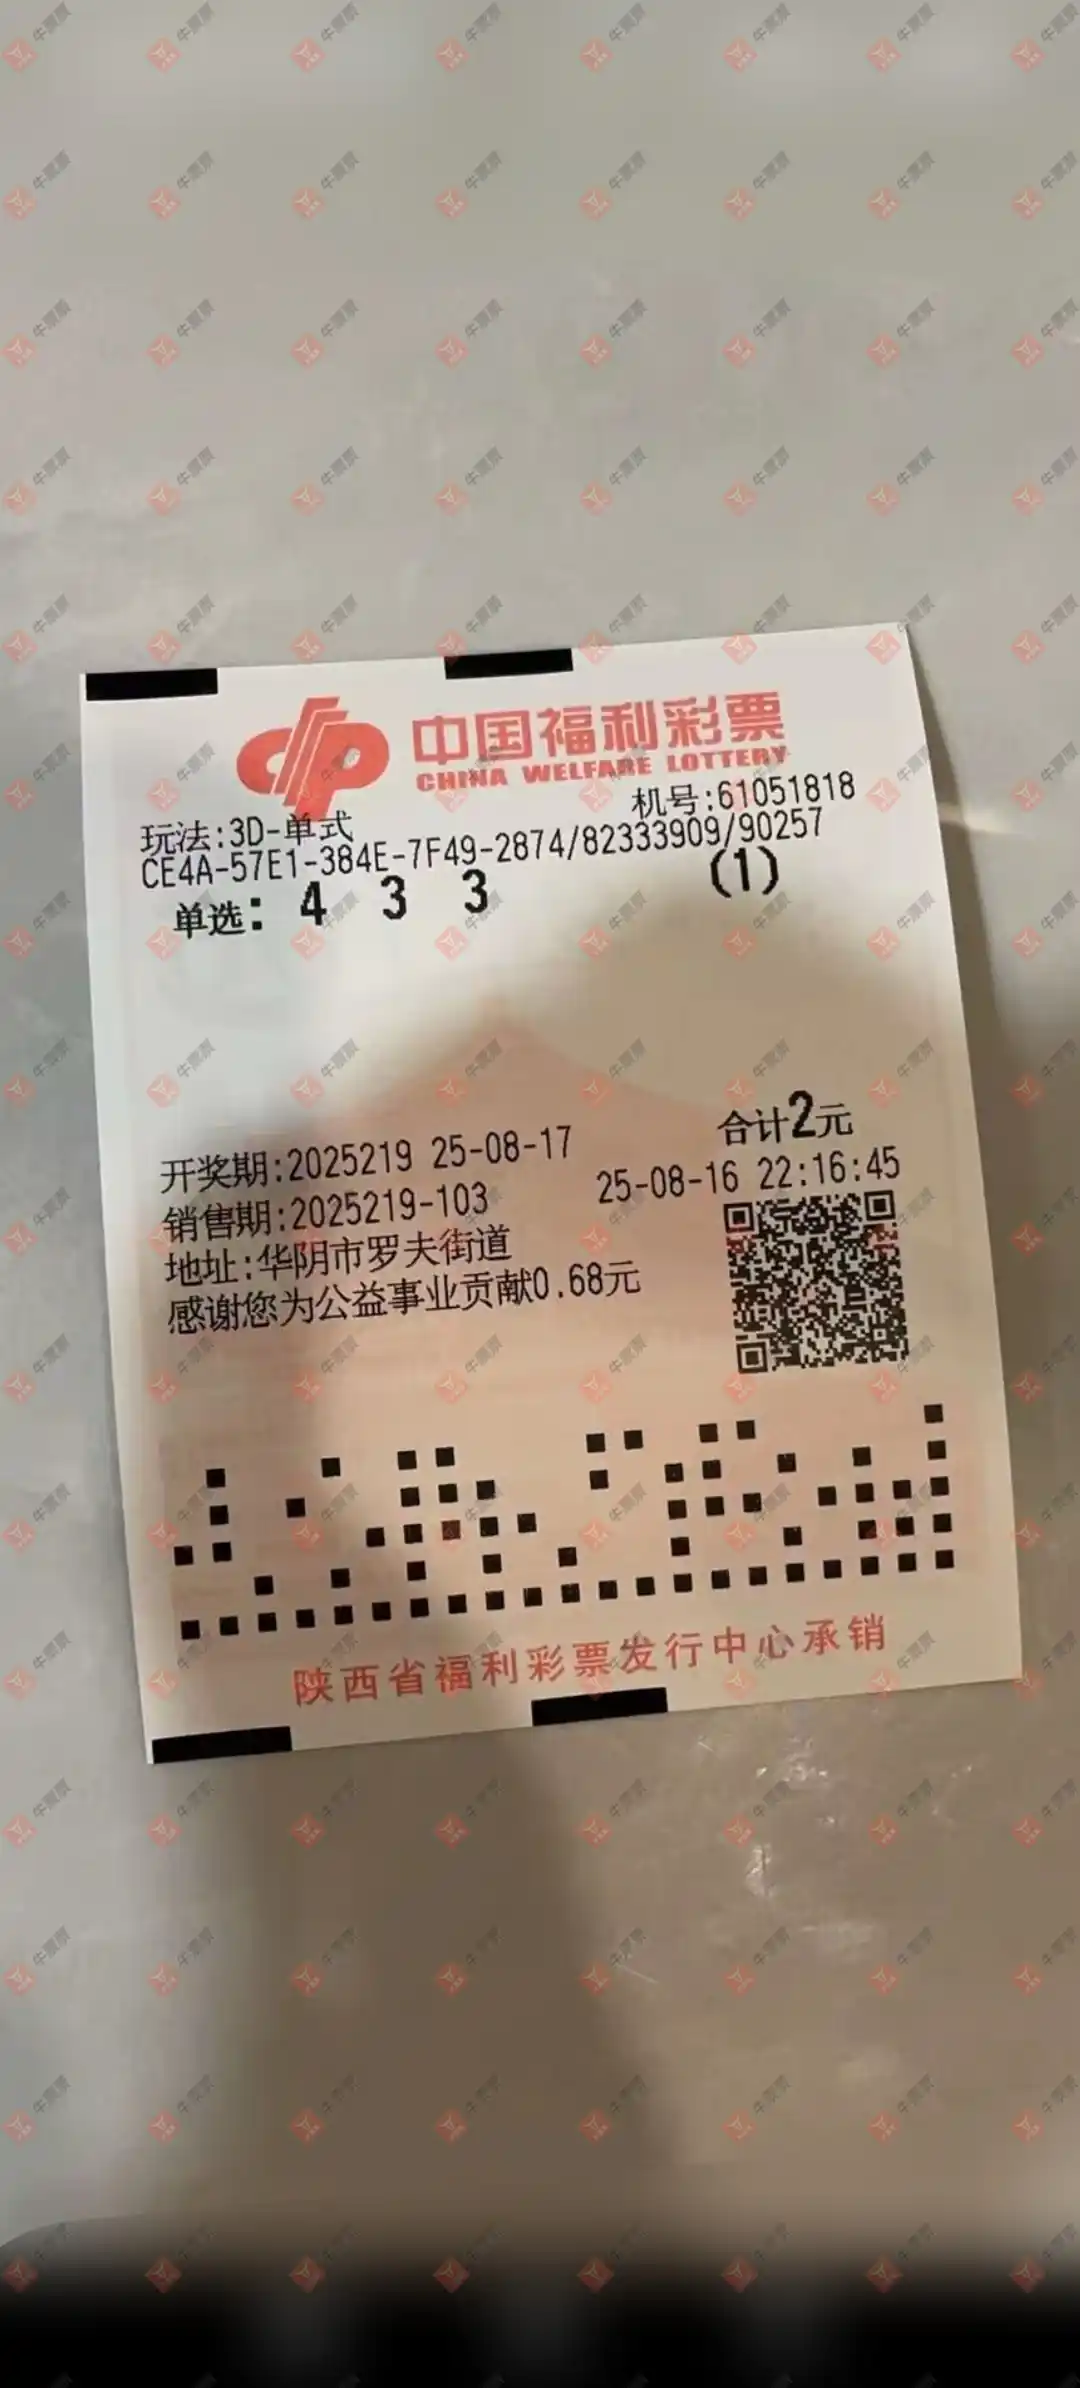 中国福利彩票
CHINA WELFARE LOTTERY
机号:61051818
玩法:3D-单式
CE4A-57E1-384E-7F49-2874/82333909/90257
单选: 4 3 3 (1)
合计2元
开奖期:2025219 25-08-17
销售期:2025219-103 25-08-16 22:16:45
地址:华阴市罗夫街道
感谢您为公益事业贡献0.68元
陕西省福利彩票发行中心承销